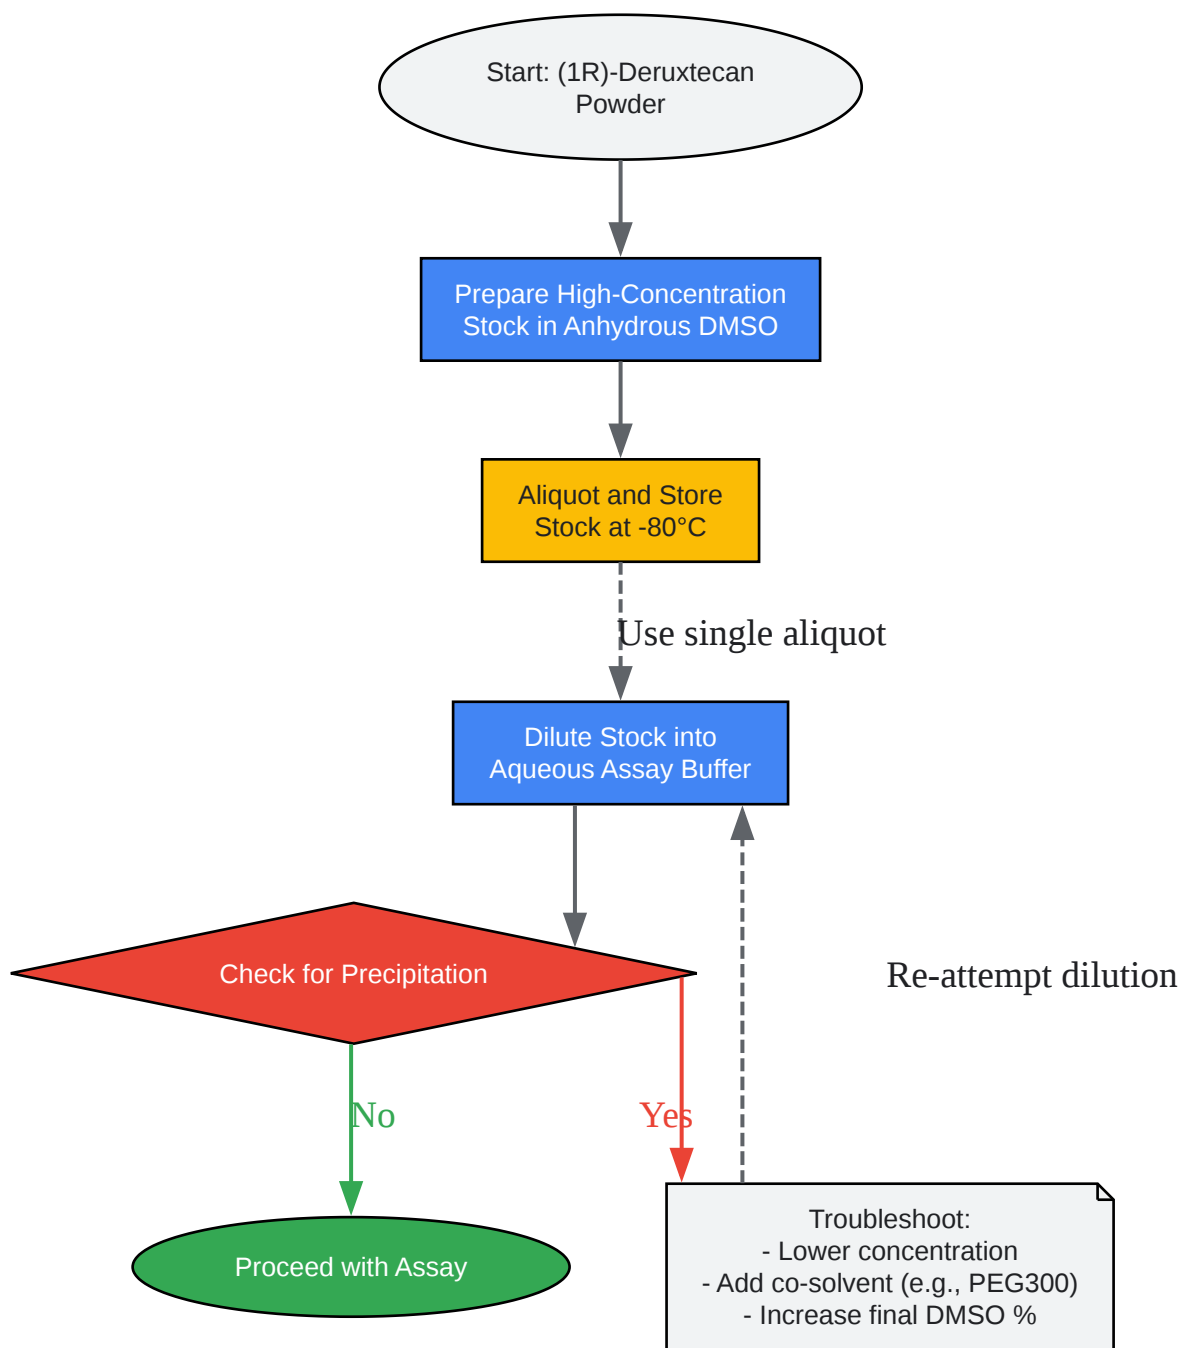 Start: (1R)-Deruxtecan
Powder
Prepare High-Concentration
Stock in Anhydrous DMSO
Aliquot and Store
Stock at -80°C
Use single aliquot
Dilute Stock into
Aqueous Assay Buffer
Check for Precipitation
Re-attempt dilution
No
Yes
Proceed with Assay
Troubleshoot:
- Lower concentration
- Add co-solvent (e.g., PEG300)
- Increase final DMSO %